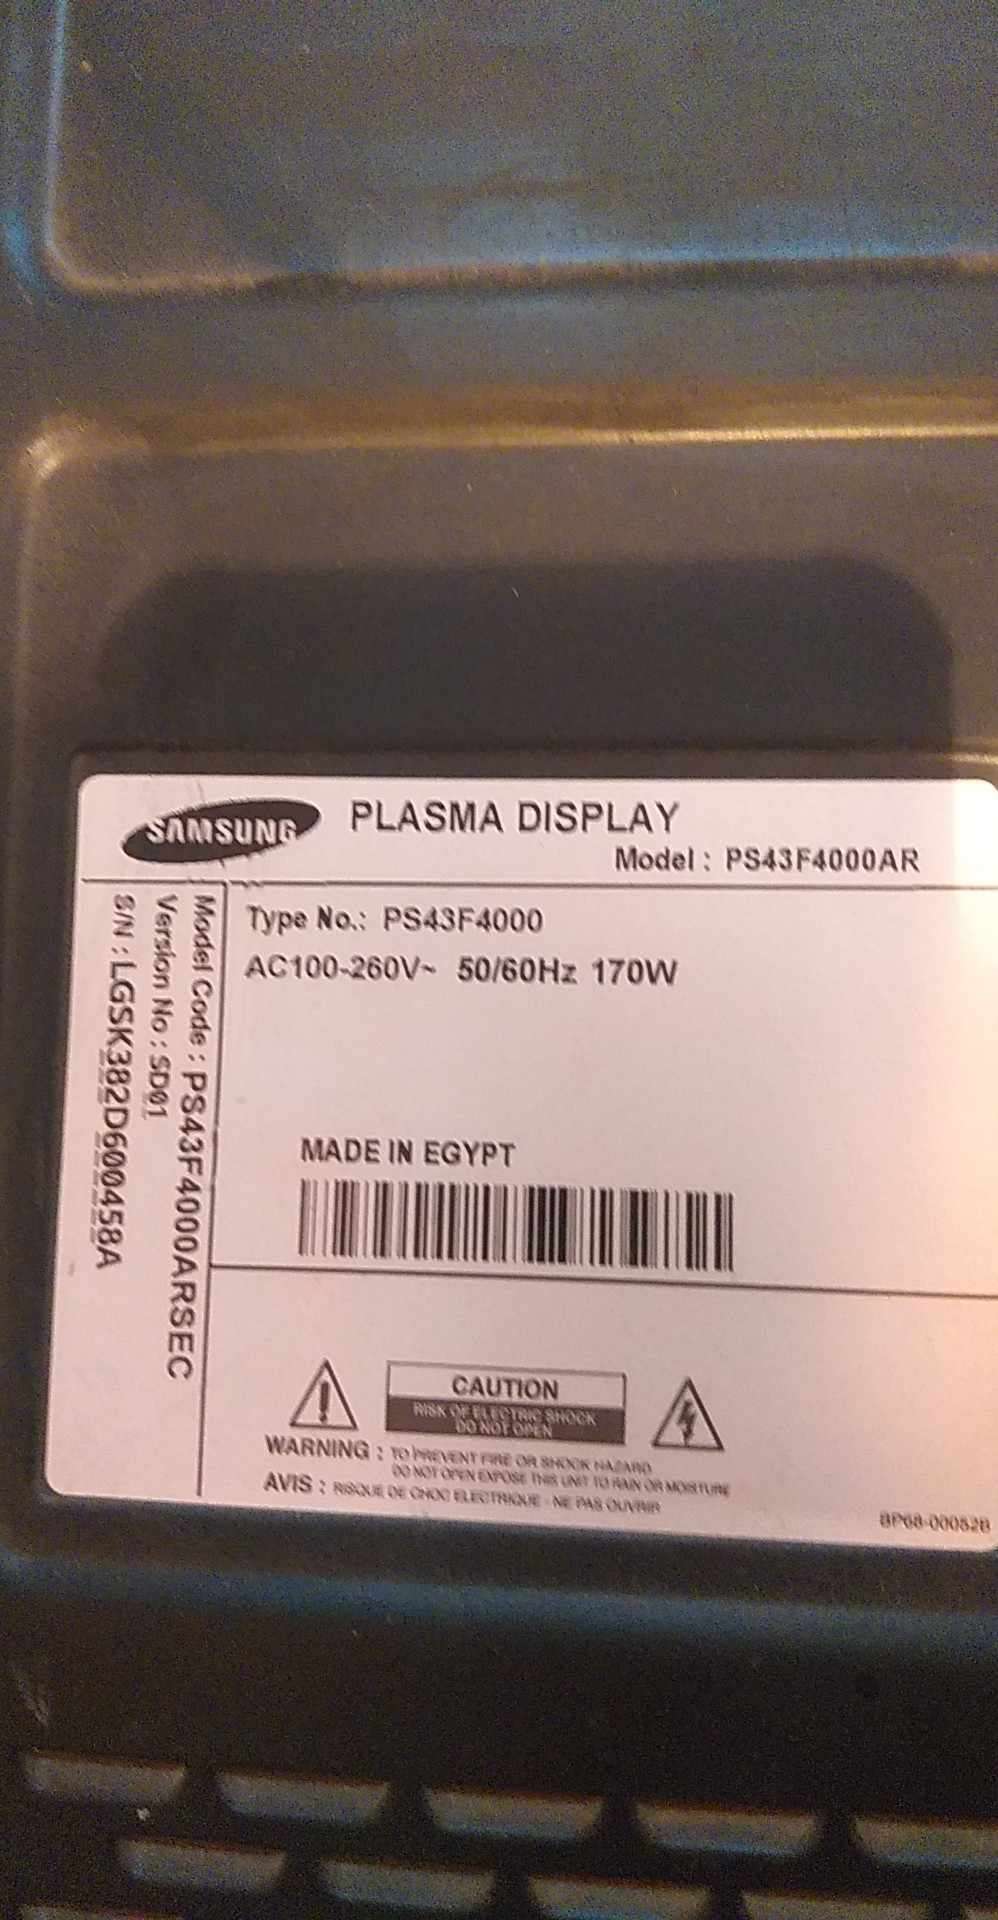 SAMSUNG
PLASMA DISPLAY
Model : PS43F4000AR
Type No.: PS43F4000
AC100-260V~ 50/60Hz 170W
MADE IN EGYPT
Model Code : PS43F4000ARSEC
Version No : SD01
S/N : LGSK382D600458A
CAUTION
RISK OF ELECTRIC SHOCK
DO NOT OPEN
WARNING : TO PREVENT FIRE OR SHOCK HAZARD
DO NOT OPEN EXPOSE THIS UNIT TO RAIN OR MOISTURE
AVIS : RISQUE DE CHOC ELECTRIQUE - NE PAS OUVRIR
BP68-00052B